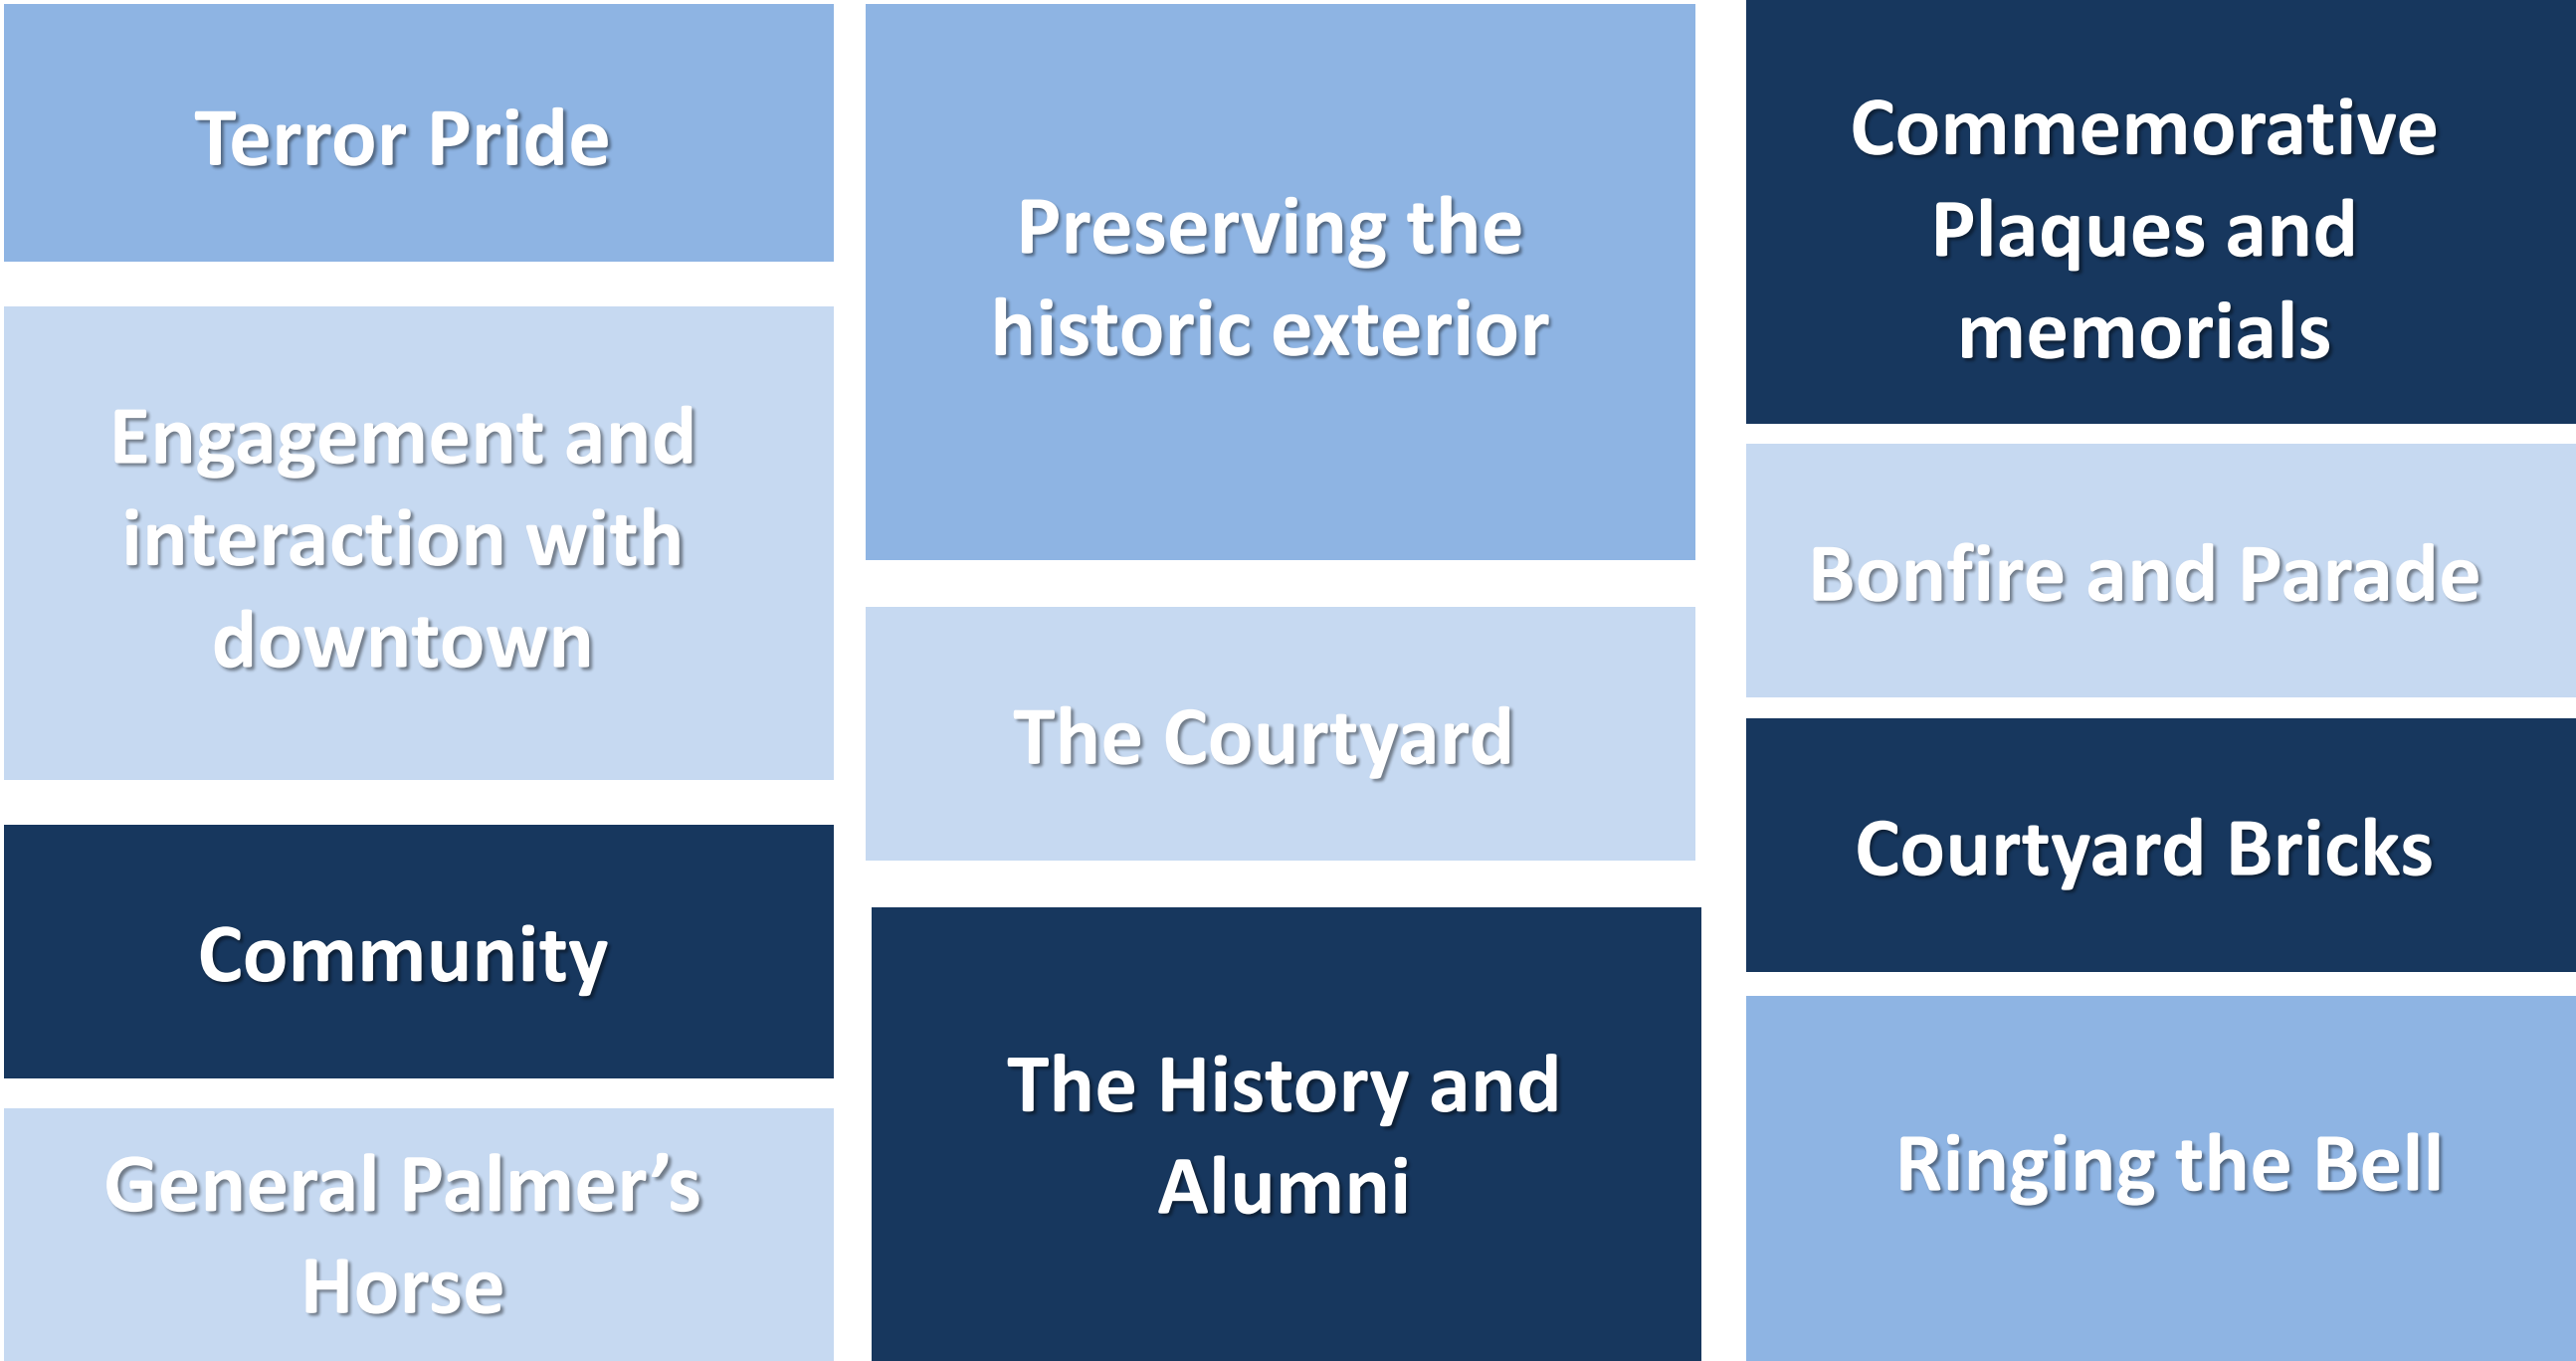 Terror Pride
Engagement and
interaction with
downtown
Community
General Palmer’s
Horse
Preserving the
historic exterior
The Courtyard
The History and
Alumni
Commemorative
Plaques and
memorials
Bonfire and Parade
Courtyard Bricks
Ringing the Bell